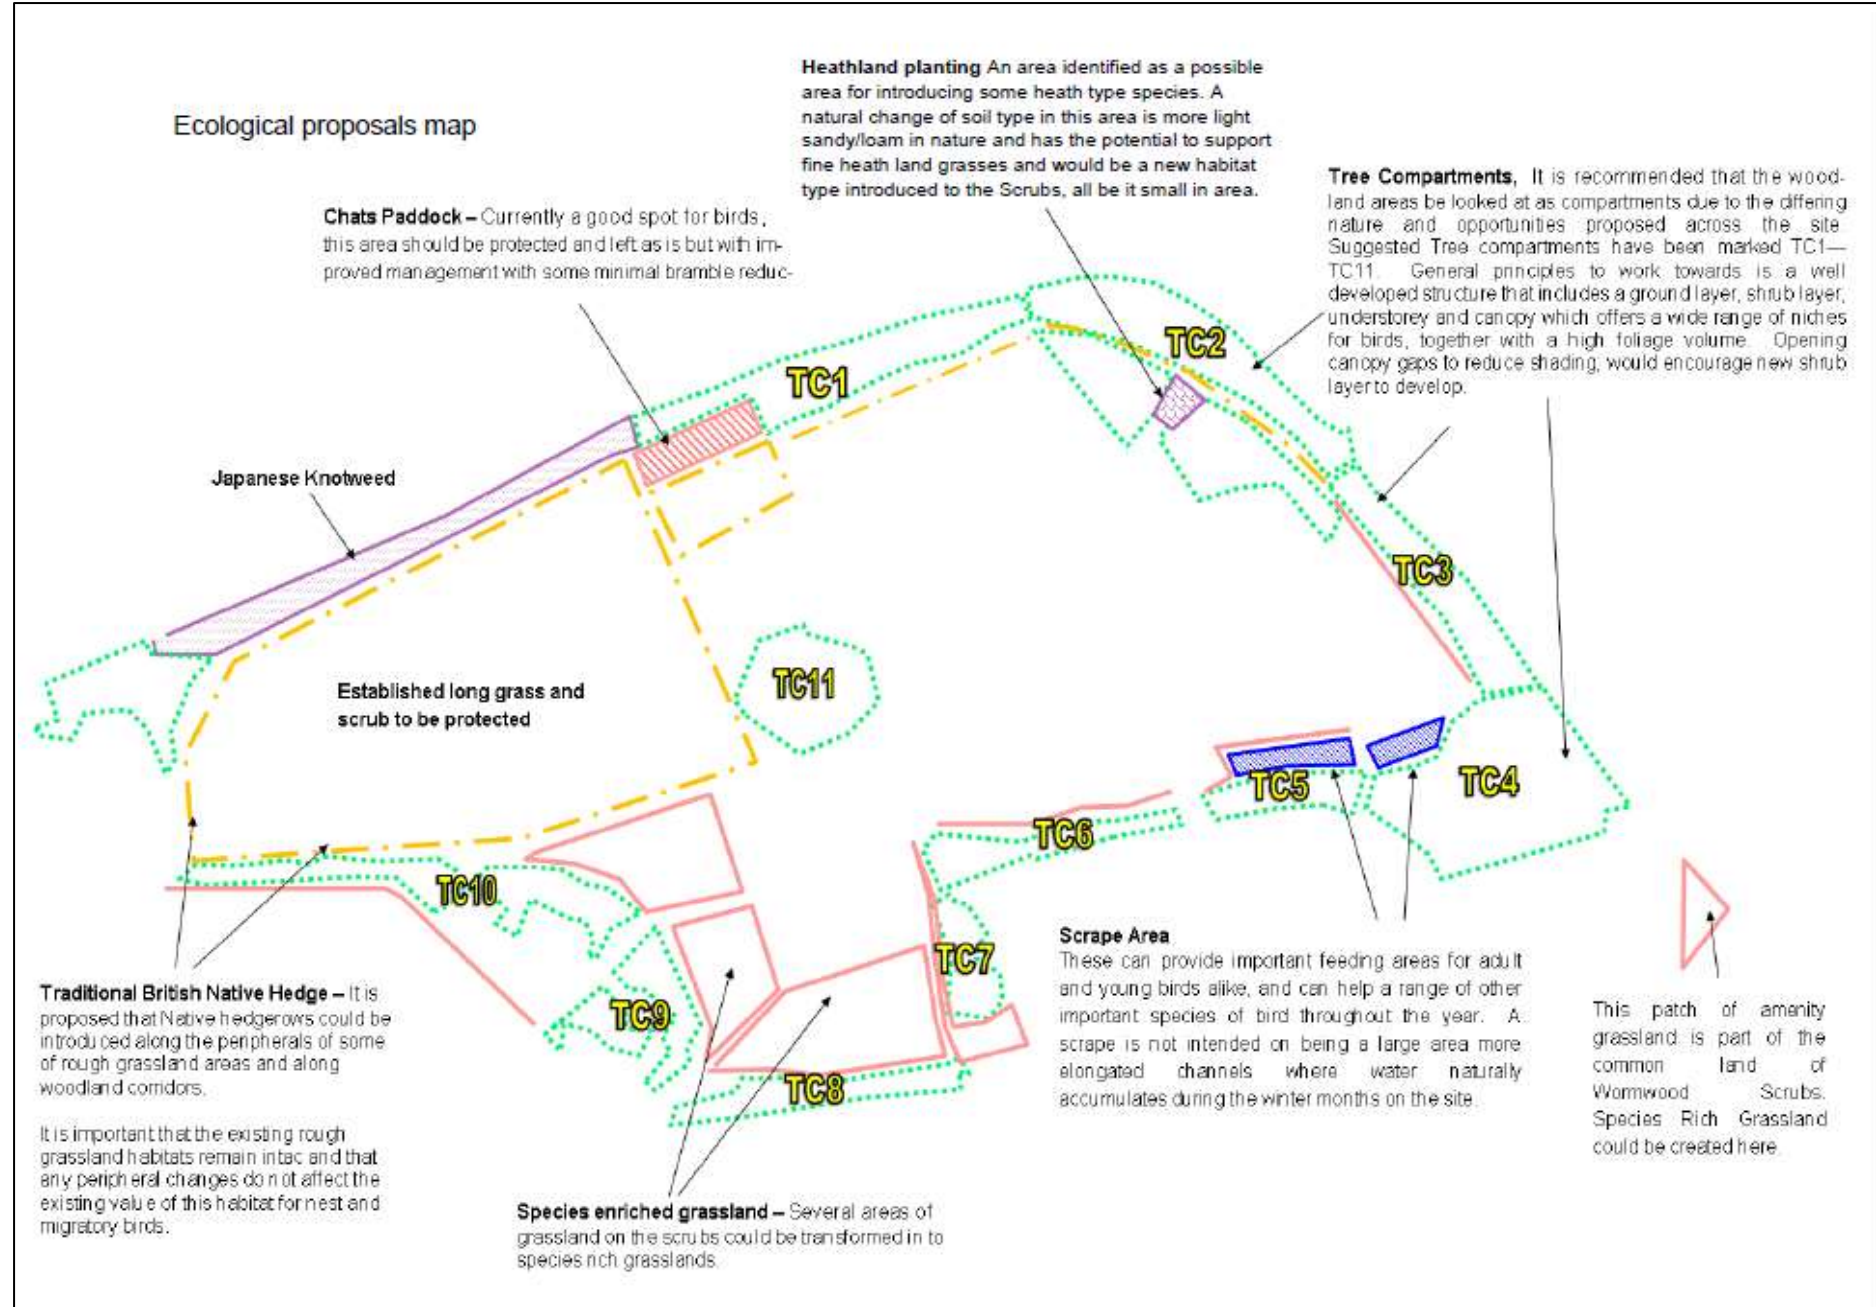 Ecological proposals map
Heathland planting An area identified as a possible
area for introducing some heath type species. A
natural change of soil type in this area is more light
sandy/loam in nature and has the potential to support
fine heath land grasses and would be a new habitat
type introduced to the Scrubs, all be it small in area.
Chats Paddock – Currently a good spot for birds,
this area should be protected and left as is but with im-
proved management with some minimal bramble reduc-
Tree Compartments, It is recommended that the wood-
land areas be looked at as compartments due to the differing
nature and opportunities proposed across the site.
Suggested Tree compartments have been marked TC1—
TC11. General principles to work towards is a well
developed structure that includes a ground layer, shrub layer,
understorey and canopy which offers a wide range of niches
for birds, together with a high foliage volume. Opening
canopy gaps to reduce shading, would encourage new shrub
layer to develop.
TC2
TC1
Japanese Knotweed
TC3
Established long grass and
scrub to be protected
TC11
TC5
TC4
TC6
TC10
TC7
TC9
TC8
Traditional British Native Hedge – It is
proposed that Native hedgerows could be
introduced along the peripherals of some
of rough grassland areas and along
woodland corridors.
It is important that the existing rough
grassland habitats remain intac and that
any peripheral changes do not affect the
existing value of this habitat for nest and
migratory birds.
Species enriched grassland – Several areas of
grassland on the scrubs could be transformed in to
species rich grasslands.
Scrape Area
These can provide important feeding areas for adult
and young birds alike, and can help a range of other
important species of bird throughout the year. A
scrape is not intended on being a large area more
elongated channels where water naturally
accumulates during the winter months on the site.
This patch of amenity
grassland is part of the
common land of
Wormwood Scrubs.
Species Rich Grassland
could be created here.